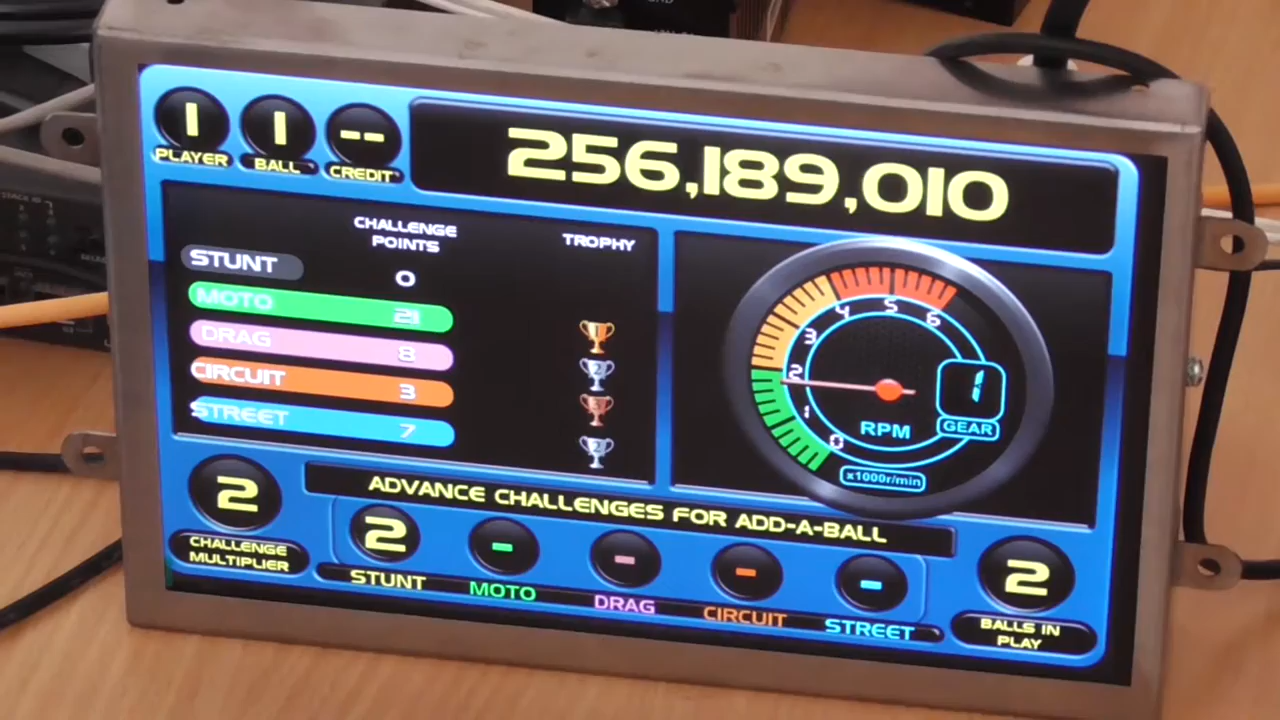 1 1 --
PLAYER BALL CREDIT
256,189,010
CHALLENGE
POINTS
TROPHY
STUNT 0
MOTO 21
DRAG 8
CIRCUIT 3
STREET 7
1
2
3
2
0 1 2 3 4 5 6
1
RPM
GEAR
x1000r/min
ADVANCE CHALLENGES FOR ADD-A-BALL
2
CHALLENGE
MULTIPLIER
2 - - - -
STUNT MOTO DRAG CIRCUIT STREET
2
BALLS IN
PLAY